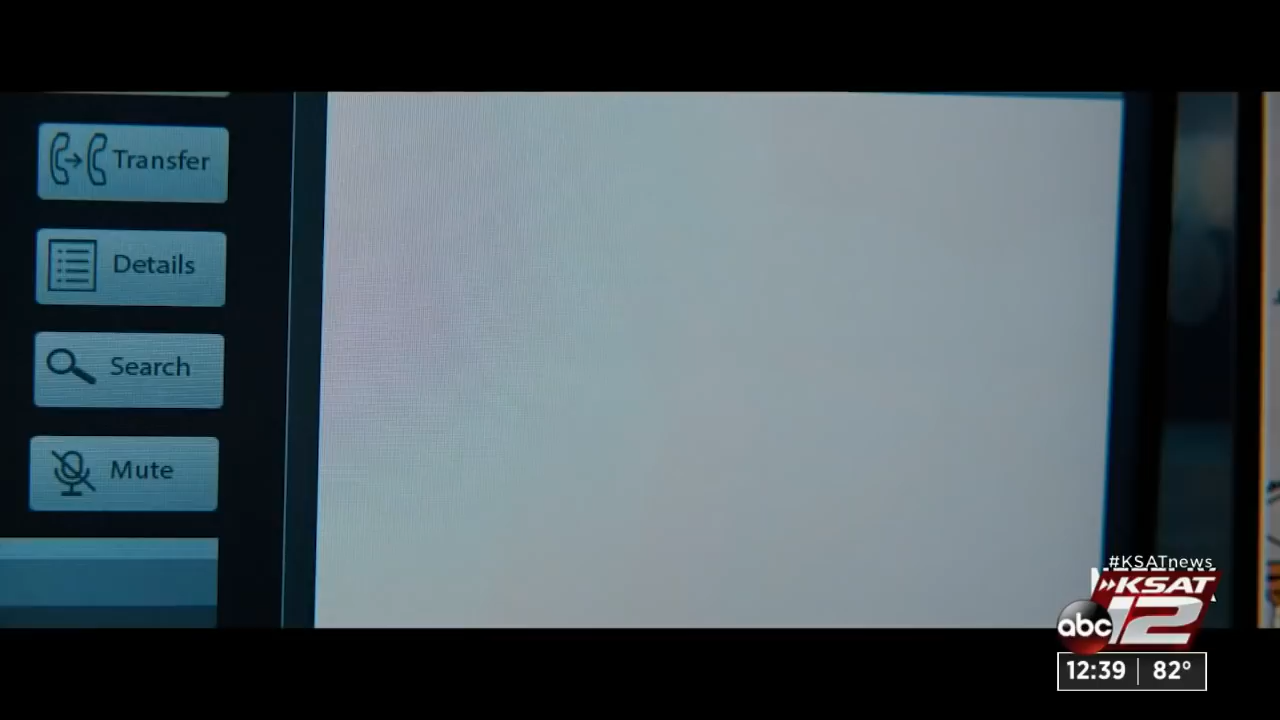 Transfer
Details
Search
Mute
#KSATnews
KSAT
abc 12
12:39 82°